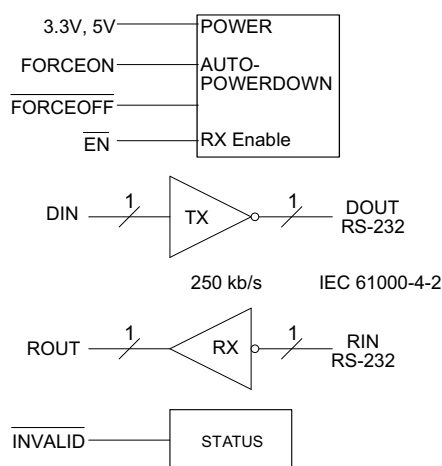 3.3V, 5V
POWER
FORCEON
AUTO-
POWERDOWN
FORCEOFF
EN
RX Enable
DIN
1
TX
1
DOUT
RS-232
250 kb/s
IEC 61000-4-2
ROUT
1
RX
1
RIN
RS-232
INVALID
STATUS